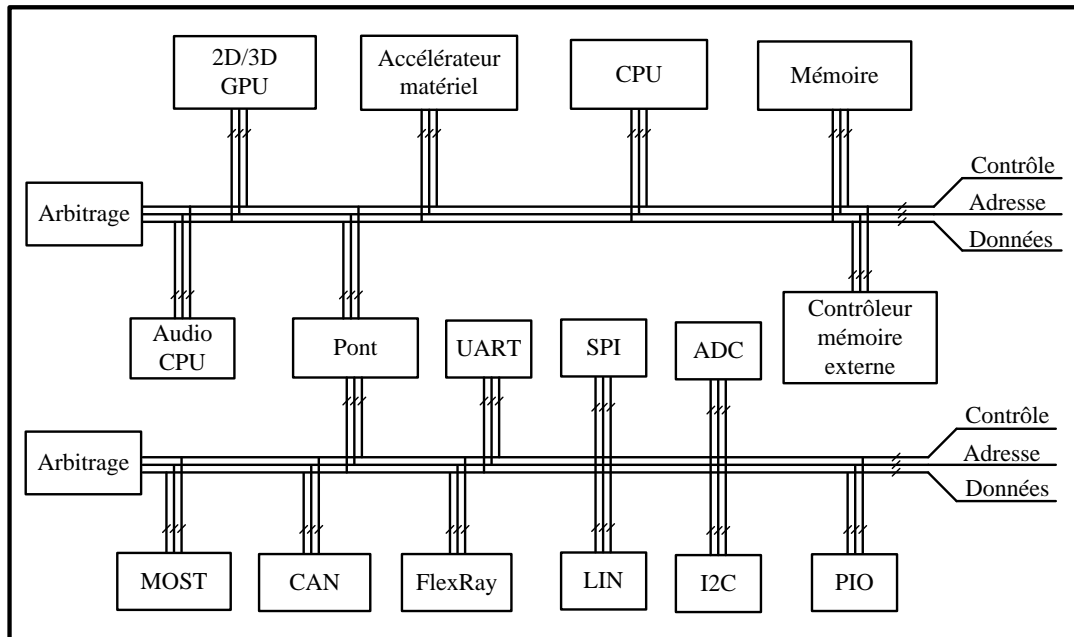 2D/3D
GPU
Accélérateur
matériel
CPU
Mémoire
Arbitrage
Contrôle
Adresse
Données
Audio
CPU
Pont
UART
SPI
ADC
Contrôleur
mémoire
externe
Arbitrage
Contrôle
Adresse
Données
MOST
CAN
FlexRay
LIN
I2C
PIO